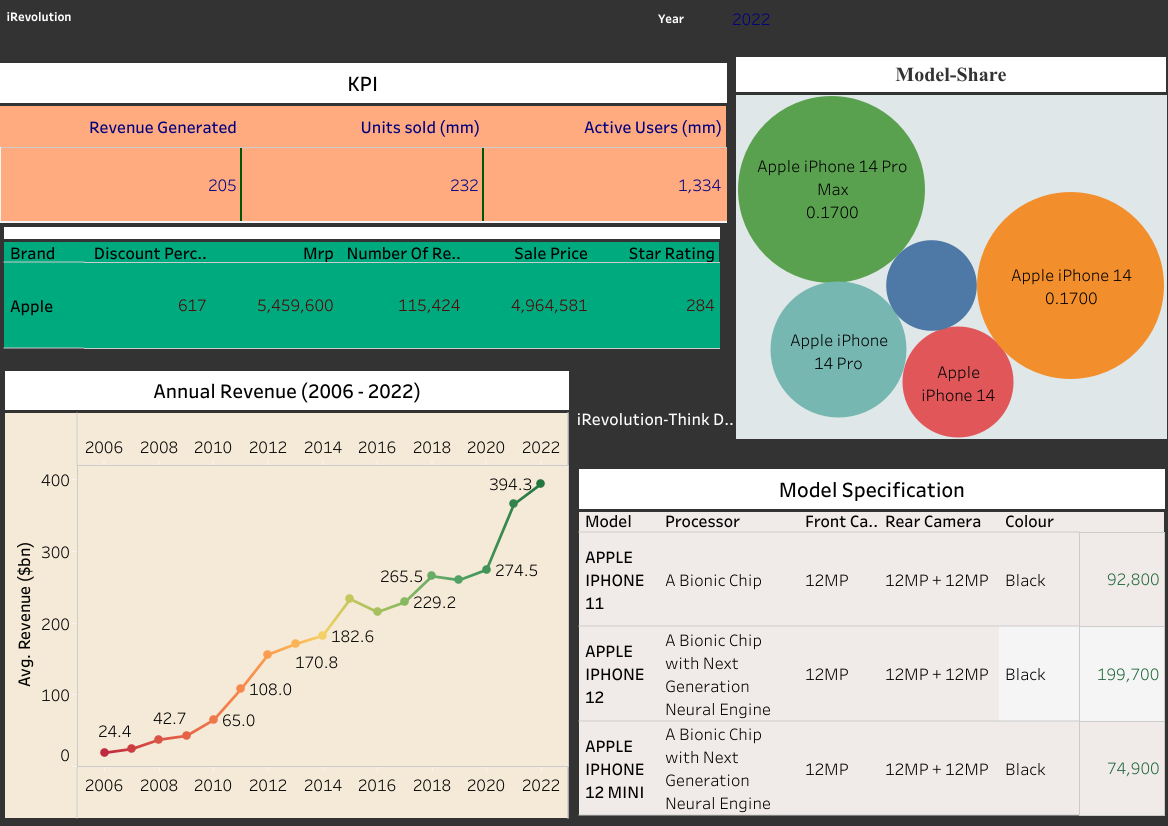 iRevolution
Year 2022
KPI
Revenue Generated Units sold (mm) Active Users (mm)
205 232 1,334
Brand Discount Perc.. Mrp Number Of Re.. Sale Price Star Rating
Apple 617 5,459,600 115,424 4,964,581 284
Model-Share
Apple iPhone 14 Pro
Max
0.1700
Apple iPhone 14
0.1700
Apple iPhone
14 Pro
Apple
iPhone 14
Annual Revenue (2006 - 2022)
2006 2008 2010 2012 2014 2016 2018 2020 2022
Avg. Revenue ($bn)
400
300
200
100
0
24.4
42.7
65.0
108.0
170.8
182.6
229.2
265.5
274.5
394.3
2006 2008 2010 2012 2014 2016 2018 2020 2022
iRevolution-Think D..
Model Specification
Model Processor Front Ca.. Rear Camera Colour
APPLE
IPHONE
11
A Bionic Chip 12MP 12MP + 12MP Black 92,800
APPLE
IPHONE
12
A Bionic Chip
with Next
Generation
Neural Engine
12MP 12MP + 12MP Black 199,700
APPLE
IPHONE
12 MINI
A Bionic Chip
with Next
Generation
Neural Engine
12MP 12MP + 12MP Black 74,900